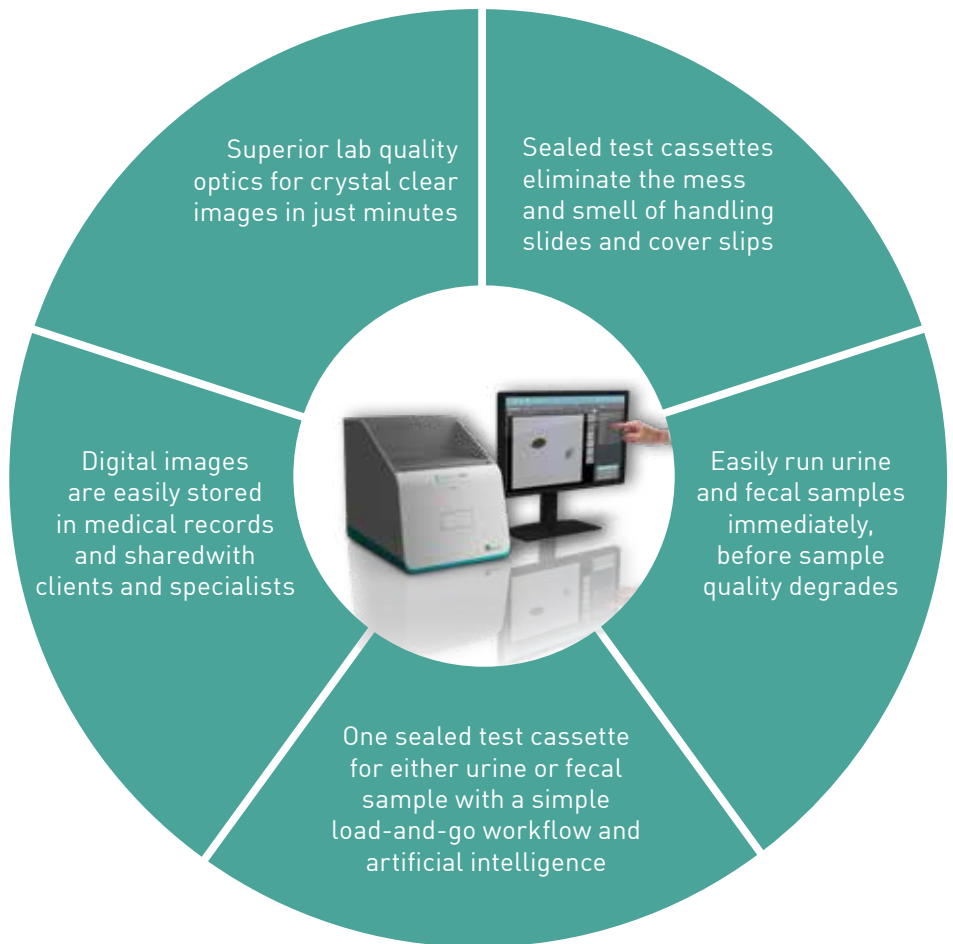 Superior lab quality
optics for crystal clear
images in just minutes
Sealed test cassettes
eliminate the mess
and smell of handling
slides and cover slips
Easily run urine
and fecal samples
immediately,
before sample
quality degrades
One sealed test cassette
for either urine or fecal
sample with a simple
load-and-go workflow and
artificial intelligence
Digital images
are easily stored
in medical records
and sharedwith
clients and specialists